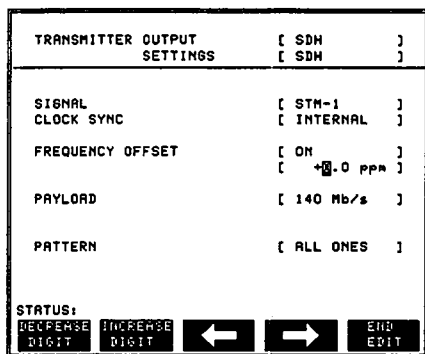 TRANSMITTER OUTPUT [ SDH ]
SETTINGS [ SDH ]
SIGNAL [ STM-1 ]
CLOCK SYNC [ INTERNAL ]
FREQUENCY OFFSET [ ON ]
[ +0.0 ppm ]
PAYLOAD [ 140 Mb/s ]
PATTERN [ ALL ONES ]
STATUS:
DECREASE DIGIT INCREASE DIGIT END EDIT